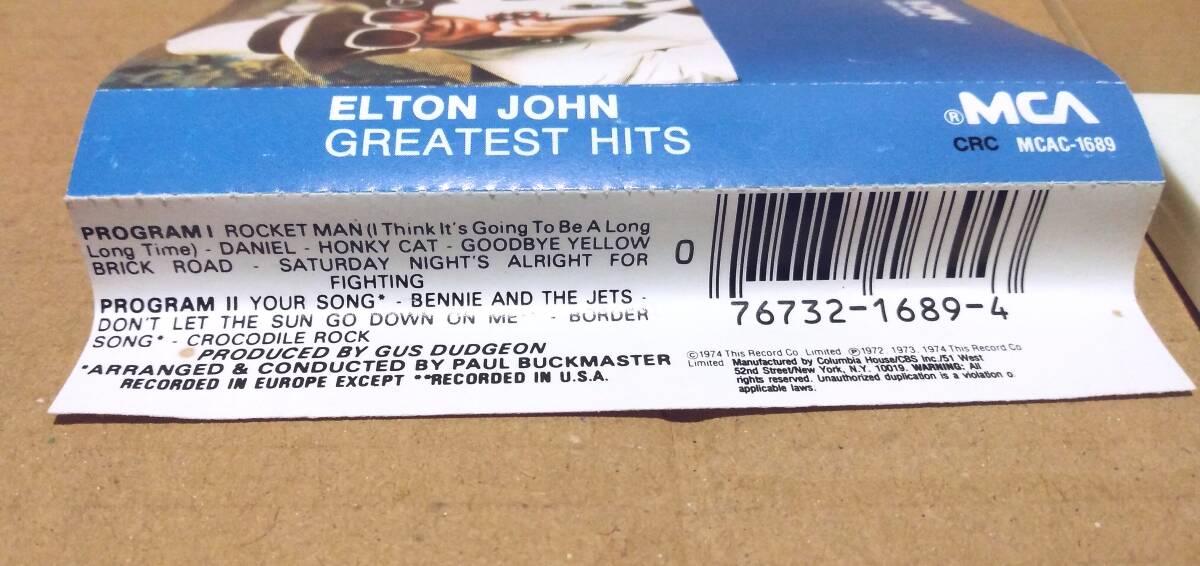 ELTON JOHN
GREATEST HITS
®MCA
CRC MCAC-1689
PROGRAM I ROCKET MAN (I Think It's Going To Be A Long
Long Time) - DANIEL - HONKY CAT - GOODBYE YELLOW
BRICK ROAD - SATURDAY NIGHT'S ALRIGHT FOR
FIGHTING
PROGRAM II YOUR SONG* - BENNIE AND THE JETS -
DON'T LET THE SUN GO DOWN ON ME** - BORDER
SONG* - CROCODILE ROCK
PRODUCED BY GUS DUDGEON
*ARRANGED & CONDUCTED BY PAUL BUCKMASTER
RECORDED IN EUROPE EXCEPT **RECORDED IN U.S.A.
0
76732-1689-4
©1974 This Record Co. Limited ℗1972, 1973, 1974 This Record Co.
Limited Manufactured by Columbia House/CBS Inc./51 West
52nd Street/New York, N.Y. 10019. WARNING: All
rights reserved. Unauthorized duplication is a violation o
applicable laws.